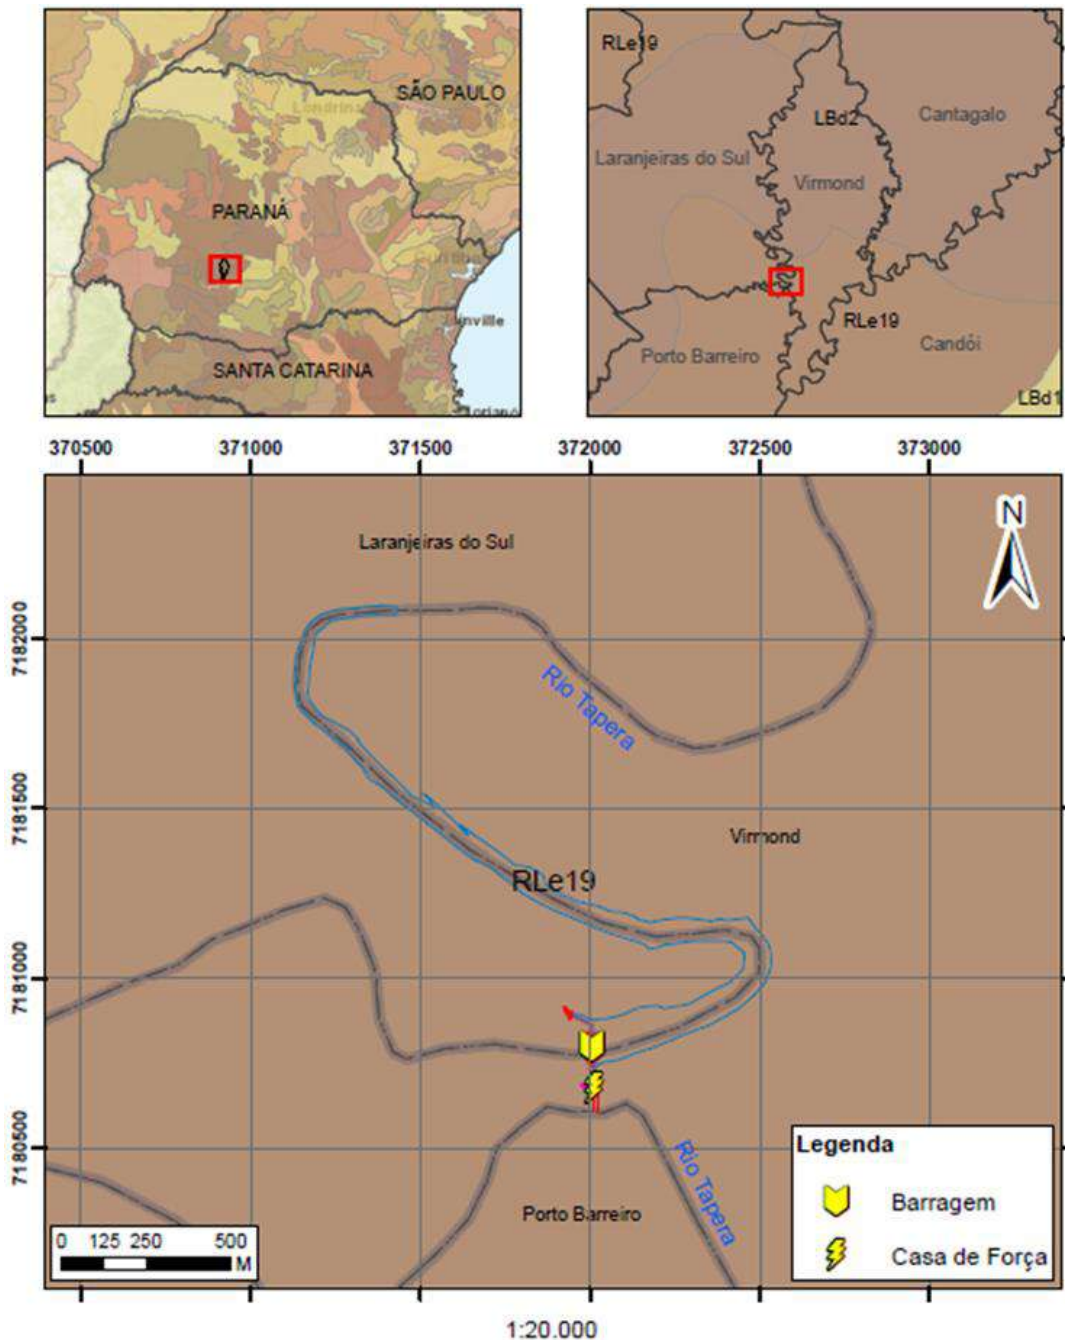 SÃO PAULO
Londrina
PARANÁ
Curitiba
SANTA CATARINA
RLe19
LBd2
Cantagalo
Laranjeiras do Sul
Virmond
RLe19
Candói
Porto Barreiro
LBd1
370500 371000 371500 372000 372500 373000
N
Laranjeiras do Sul
7182000
Rio Tapera
7181500
Virmond
RLe19
7181000
7180500
Rio Tapera
Porto Barreiro
Legenda
Barragem
Casa de Força
0 125 250 500
M
1:20.000